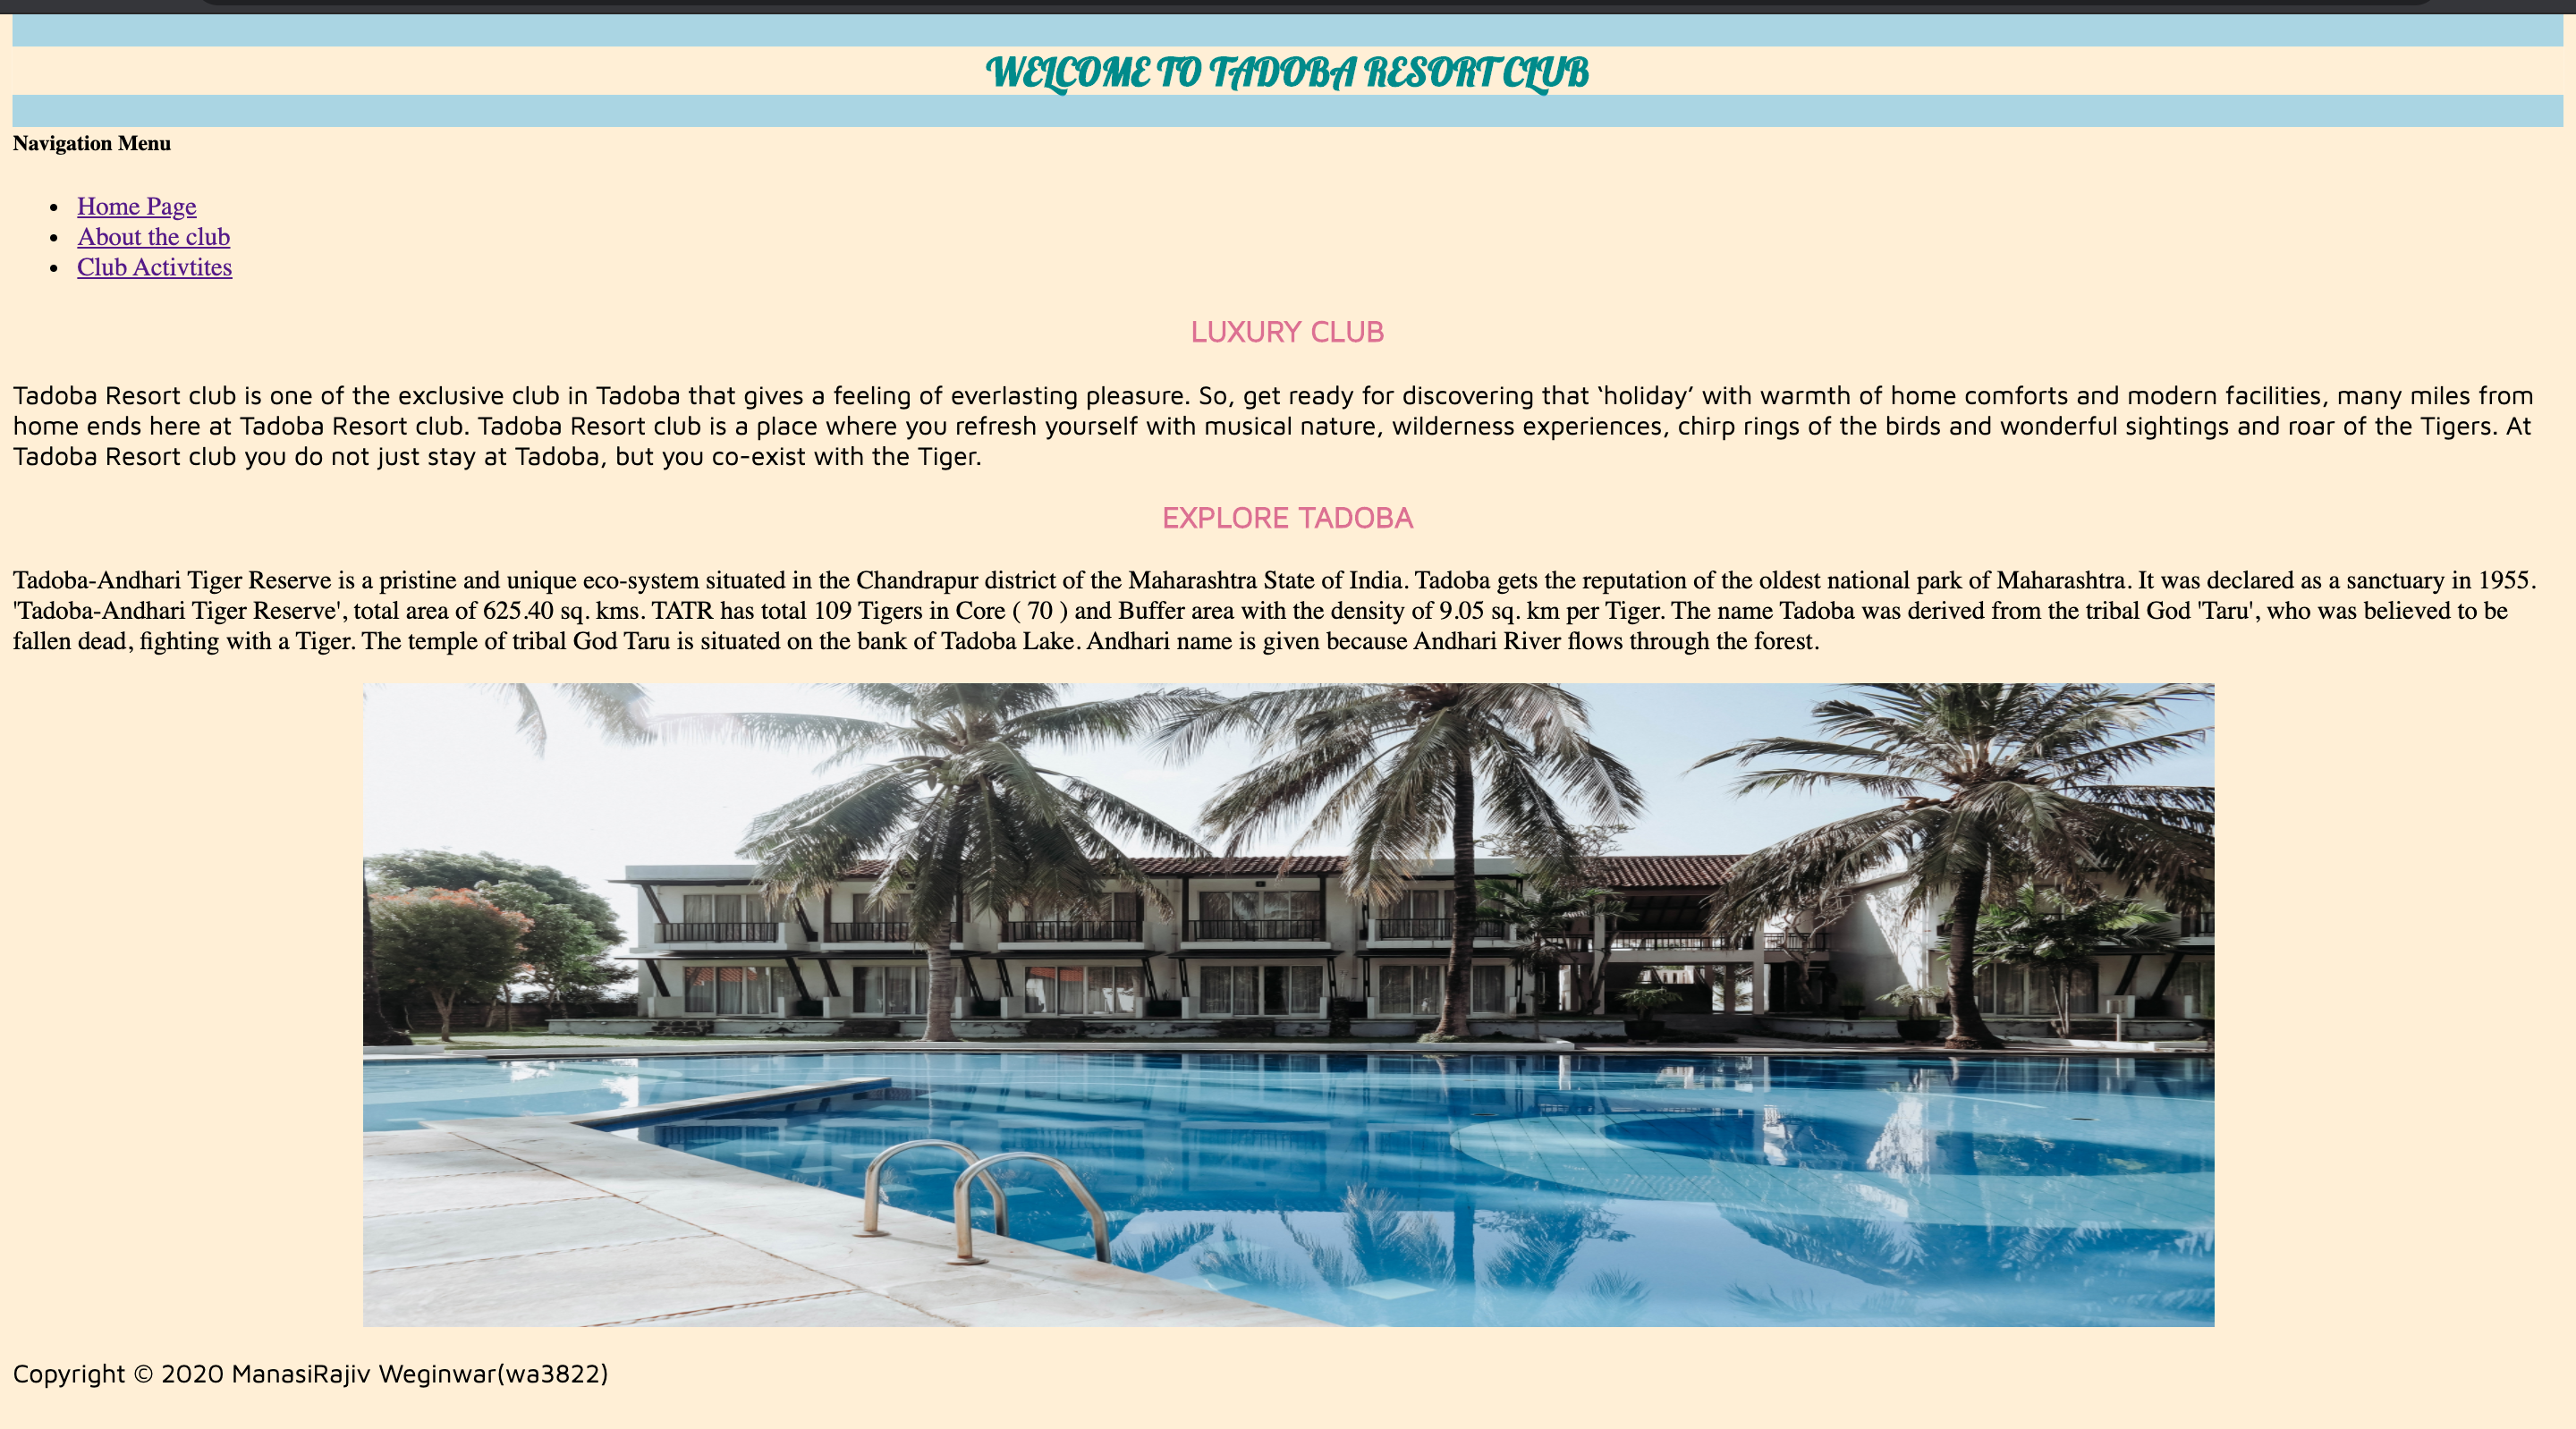 WELCOME TO TADOBA RESORT CLUB
Navigation Menu
Home Page
About the club
Club Activtites
LUXURY CLUB
Tadoba Resort club is one of the exclusive club in Tadoba that gives a feeling of everlasting pleasure. So, get ready for discovering that ‘holiday’ with warmth of home comforts and modern facilities, many miles from
home ends here at Tadoba Resort club. Tadoba Resort club is a place where you refresh yourself with musical nature, wilderness experiences, chirp rings of the birds and wonderful sightings and roar of the Tigers. At
Tadoba Resort club you do not just stay at Tadoba, but you co-exist with the Tiger.
EXPLORE TADOBA
Tadoba-Andhari Tiger Reserve is a pristine and unique eco-system situated in the Chandrapur district of the Maharashtra State of India. Tadoba gets the reputation of the oldest national park of Maharashtra. It was declared as a sanctuary in 1955.
'Tadoba-Andhari Tiger Reserve', total area of 625.40 sq. kms. TATR has total 109 Tigers in Core ( 70 ) and Buffer area with the density of 9.05 sq. km per Tiger. The name Tadoba was derived from the tribal God 'Taru', who was believed to be
fallen dead, fighting with a Tiger. The temple of tribal God Taru is situated on the bank of Tadoba Lake. Andhari name is given because Andhari River flows through the forest.
Copyright © 2020 ManasiRajiv Weginwar(wa3822)